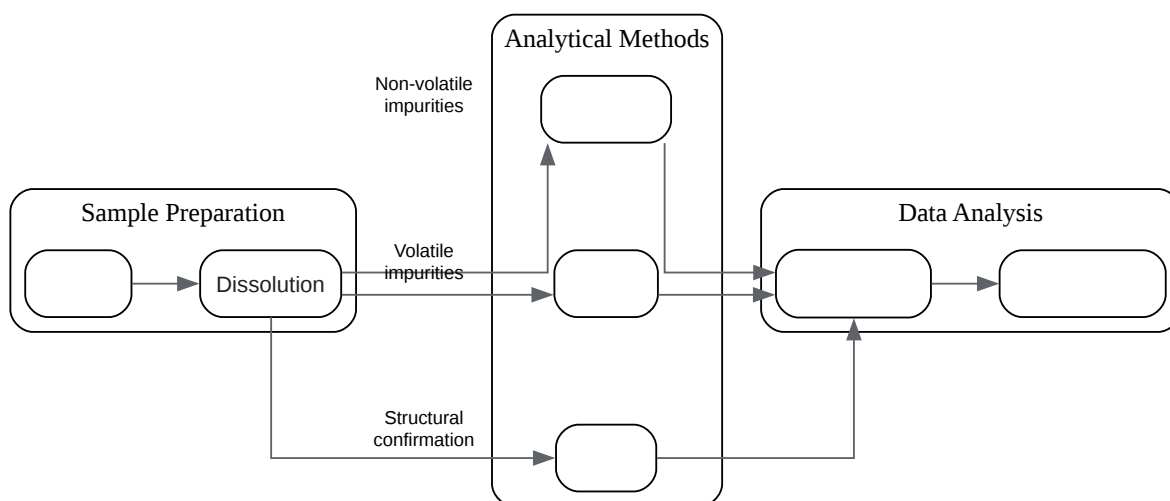 Analytical Methods
Non-volatile
impurities
Sample Preparation
Dissolution
Volatile
impurities
Data Analysis
Structural
confirmation